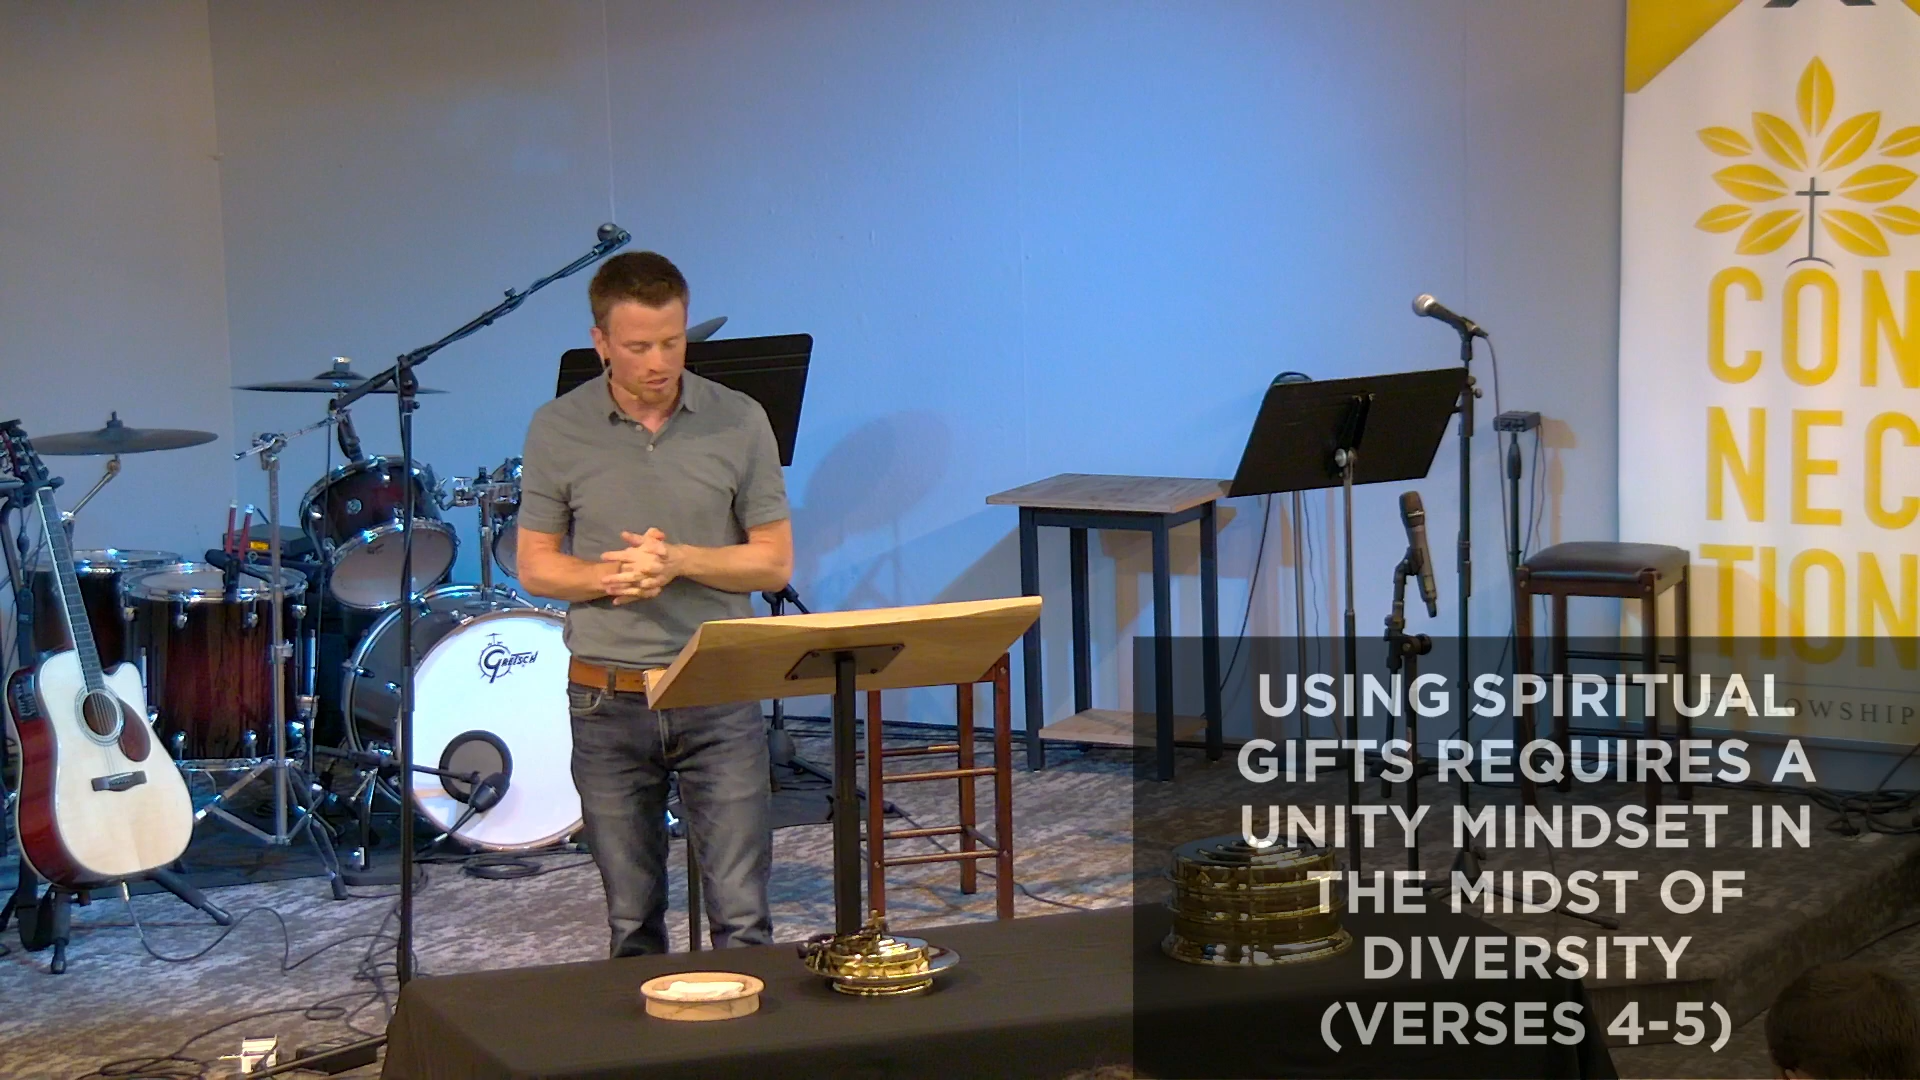 CON
NEC
TION
GRETSCH
USING SPIRITUAL
GIFTS REQUIRES A
UNITY MINDSET IN
THE MIDST OF
DIVERSITY
(VERSES 4-5)